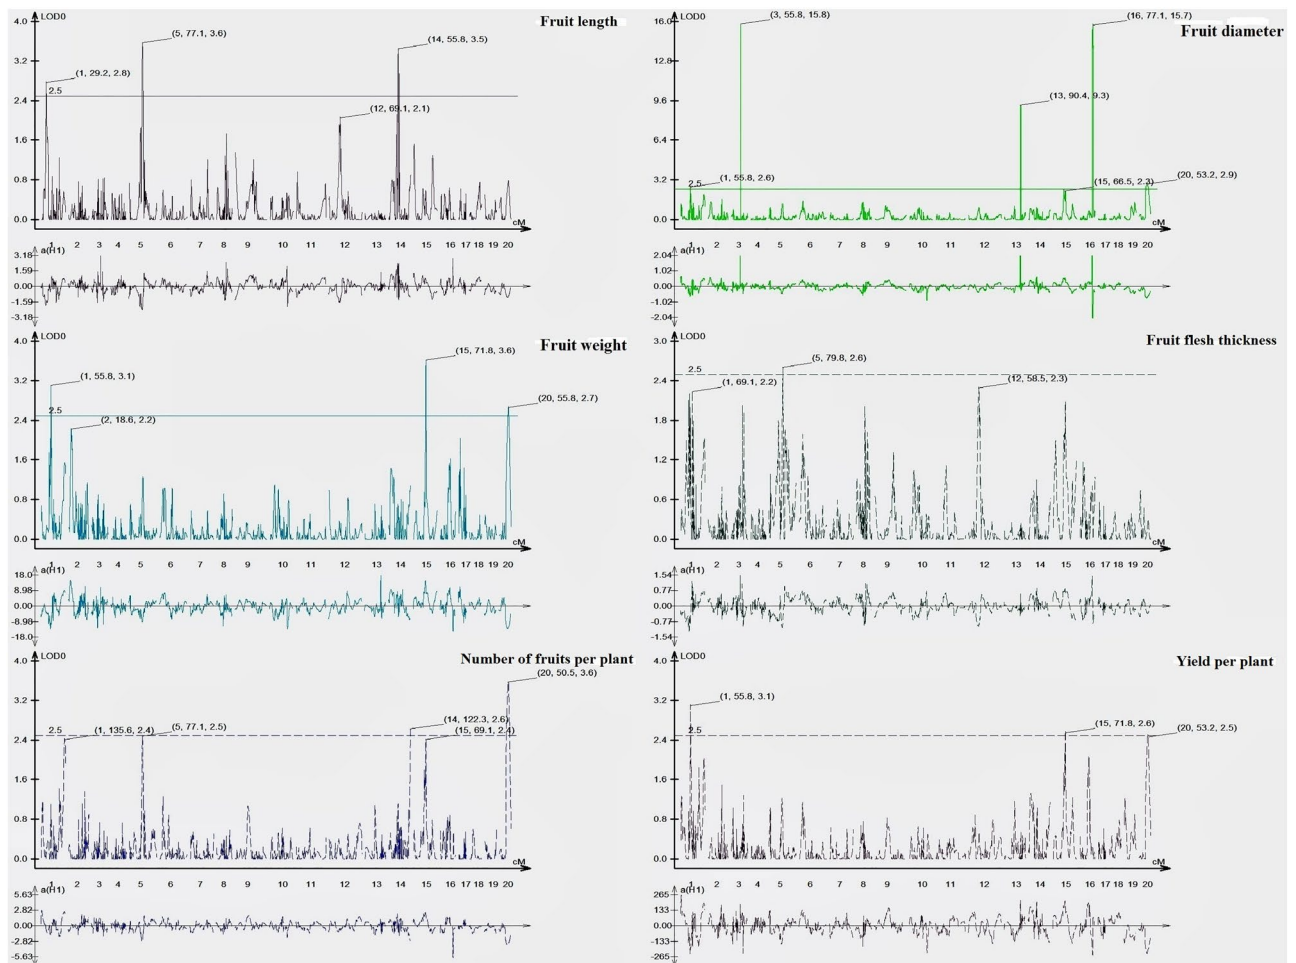 Fruit length
4.0 LOD0
(5, 77.1, 3.6)
(14, 55.8, 3.5)
3.2
(1, 29.2, 2.8)
2.5
2.4
(12, 69.1, 2.1)
1.6
0.8
0.0
cM
1 2 3 4 5 6 7 8 9 10 11 12 13 14 15 16 17 18 19 20
a(H1)
3.18
1.59
0.00
-1.59
-3.18
Fruit diameter
16.0 LOD0
(3, 55.8, 15.8)
(16, 77.1, 15.7)
12.8
(13, 90.4, 9.3)
9.6
6.4
3.2
2.5
(1, 55.8, 2.6)
(15, 66.5, 2.3)
(20, 53.2, 2.9)
0.0
cM
1 2 3 4 5 6 7 8 9 10 11 12 13 14 15 16 17 18 19 20
a(H1)
2.04
1.02
0.00
-1.02
-2.04
Fruit weight
4.0 LOD0
(15, 71.8, 3.6)
(1, 55.8, 3.1)
3.2
(20, 55.8, 2.7)
2.5
2.4
(2, 18.6, 2.2)
1.6
0.8
0.0
cM
1 2 3 4 5 6 7 8 9 10 11 12 13 14 15 16 17 18 19 20
a(H1)
18.0
8.98
0.00
-8.98
-18.0
Fruit flesh thickness
3.0 LOD0
(5, 79.8, 2.6)
2.5
2.4
(1, 69.1, 2.2)
(12, 58.5, 2.3)
1.8
1.2
0.6
0.0
cM
1 2 3 4 5 6 7 8 9 10 11 12 13 14 15 16 17 18 19 20
a(H1)
1.54
0.77
0.00
-0.77
-1.54
Number of fruits per plant
4.0 LOD0
(20, 50.5, 3.6)
3.2
2.5
(1, 135.6, 2.4)
(5, 77.1, 2.5)
(14, 122.3, 2.6)
(15, 69.1, 2.4)
2.4
1.6
0.8
0.0
cM
1 2 3 4 5 6 7 8 9 10 11 12 13 14 15 16 17 18 19 20
a(H1)
5.63
2.82
0.00
-2.82
-5.63
Yield per plant
4.0 LOD0
(1, 55.8, 3.1)
3.2
2.5
(15, 71.8, 2.6)
(20, 53.2, 2.5)
2.4
1.6
0.8
0.0
cM
1 2 3 4 5 6 7 8 9 10 11 12 13 14 15 16 17 18 19 20
a(H1)
265
133
0.00
-133
-265